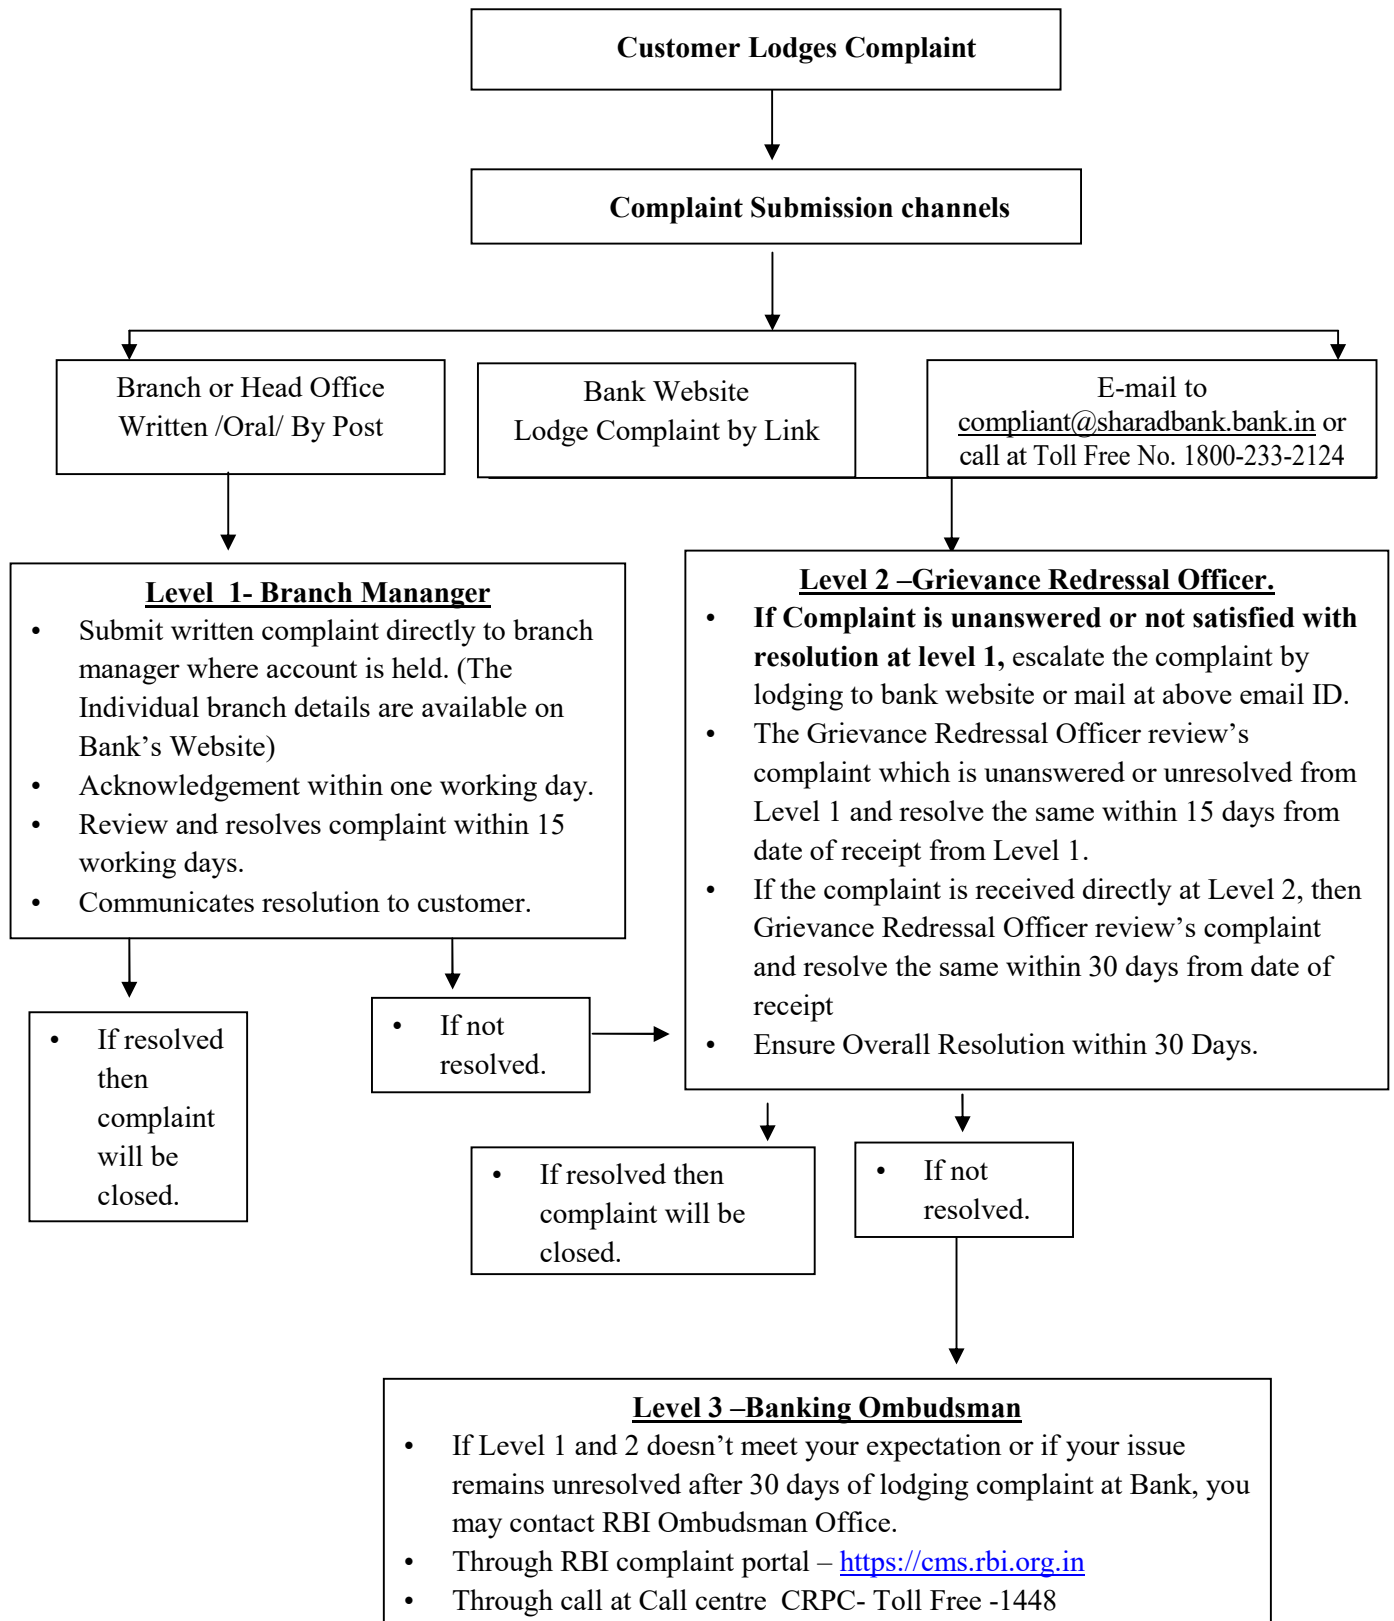 Customer Lodges Complaint
Complaint Submission channels
Branch or Head Office
Written /Oral/ By Post
Bank Website
Lodge Complaint by Link
E-mail to
compliant@sharadbank.bank.in or
call at Toll Free No. 1800-233-2124
Level 1- Branch Mananger
• Submit written complaint directly to branch
manager where account is held. (The
Individual branch details are available on
Bank’s Website)
• Acknowledgement within one working day.
• Review and resolves complaint within 15
working days.
• Communicates resolution to customer.
Level 2 –Grievance Redressal Officer.
• If Complaint is unanswered or not satisfied with
resolution at level 1, escalate the complaint by
lodging to bank website or mail at above email ID.
• The Grievance Redressal Officer review’s
complaint which is unanswered or unresolved from
Level 1 and resolve the same within 15 days from
date of receipt from Level 1.
• If the complaint is received directly at Level 2, then
Grievance Redressal Officer review’s complaint
and resolve the same within 30 days from date of
receipt
• Ensure Overall Resolution within 30 Days.
• If resolved
then
complaint
will be
closed.
• If not
resolved.
• If resolved then
complaint will be
closed.
• If not
resolved.
Level 3 –Banking Ombudsman
• If Level 1 and 2 doesn’t meet your expectation or if your issue
remains unresolved after 30 days of lodging complaint at Bank, you
may contact RBI Ombudsman Office.
• Through RBI complaint portal – https://cms.rbi.org.in
• Through call at Call centre CRPC- Toll Free -1448